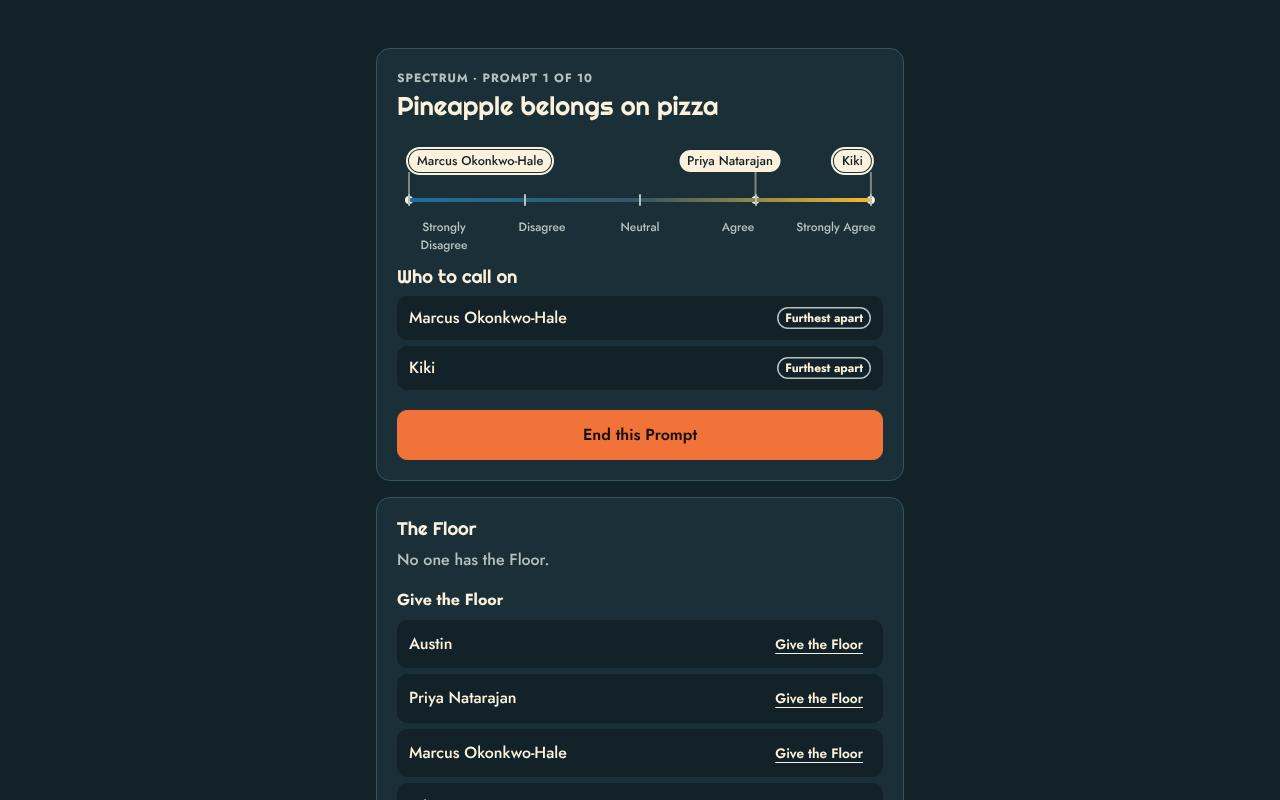 SPECTRUM · PROMPT 1 OF 10
Pineapple belongs on pizza
Marcus Okonkwo-Hale Priya Natarajan Kiki
Strongly Disagree Disagree Neutral Agree Strongly Agree
Who to call on
Marcus Okonkwo-Hale Furthest apart
Kiki Furthest apart
End this Prompt
The Floor
No one has the Floor.
Give the Floor
Austin Give the Floor
Priya Natarajan Give the Floor
Marcus Okonkwo-Hale Give the Floor